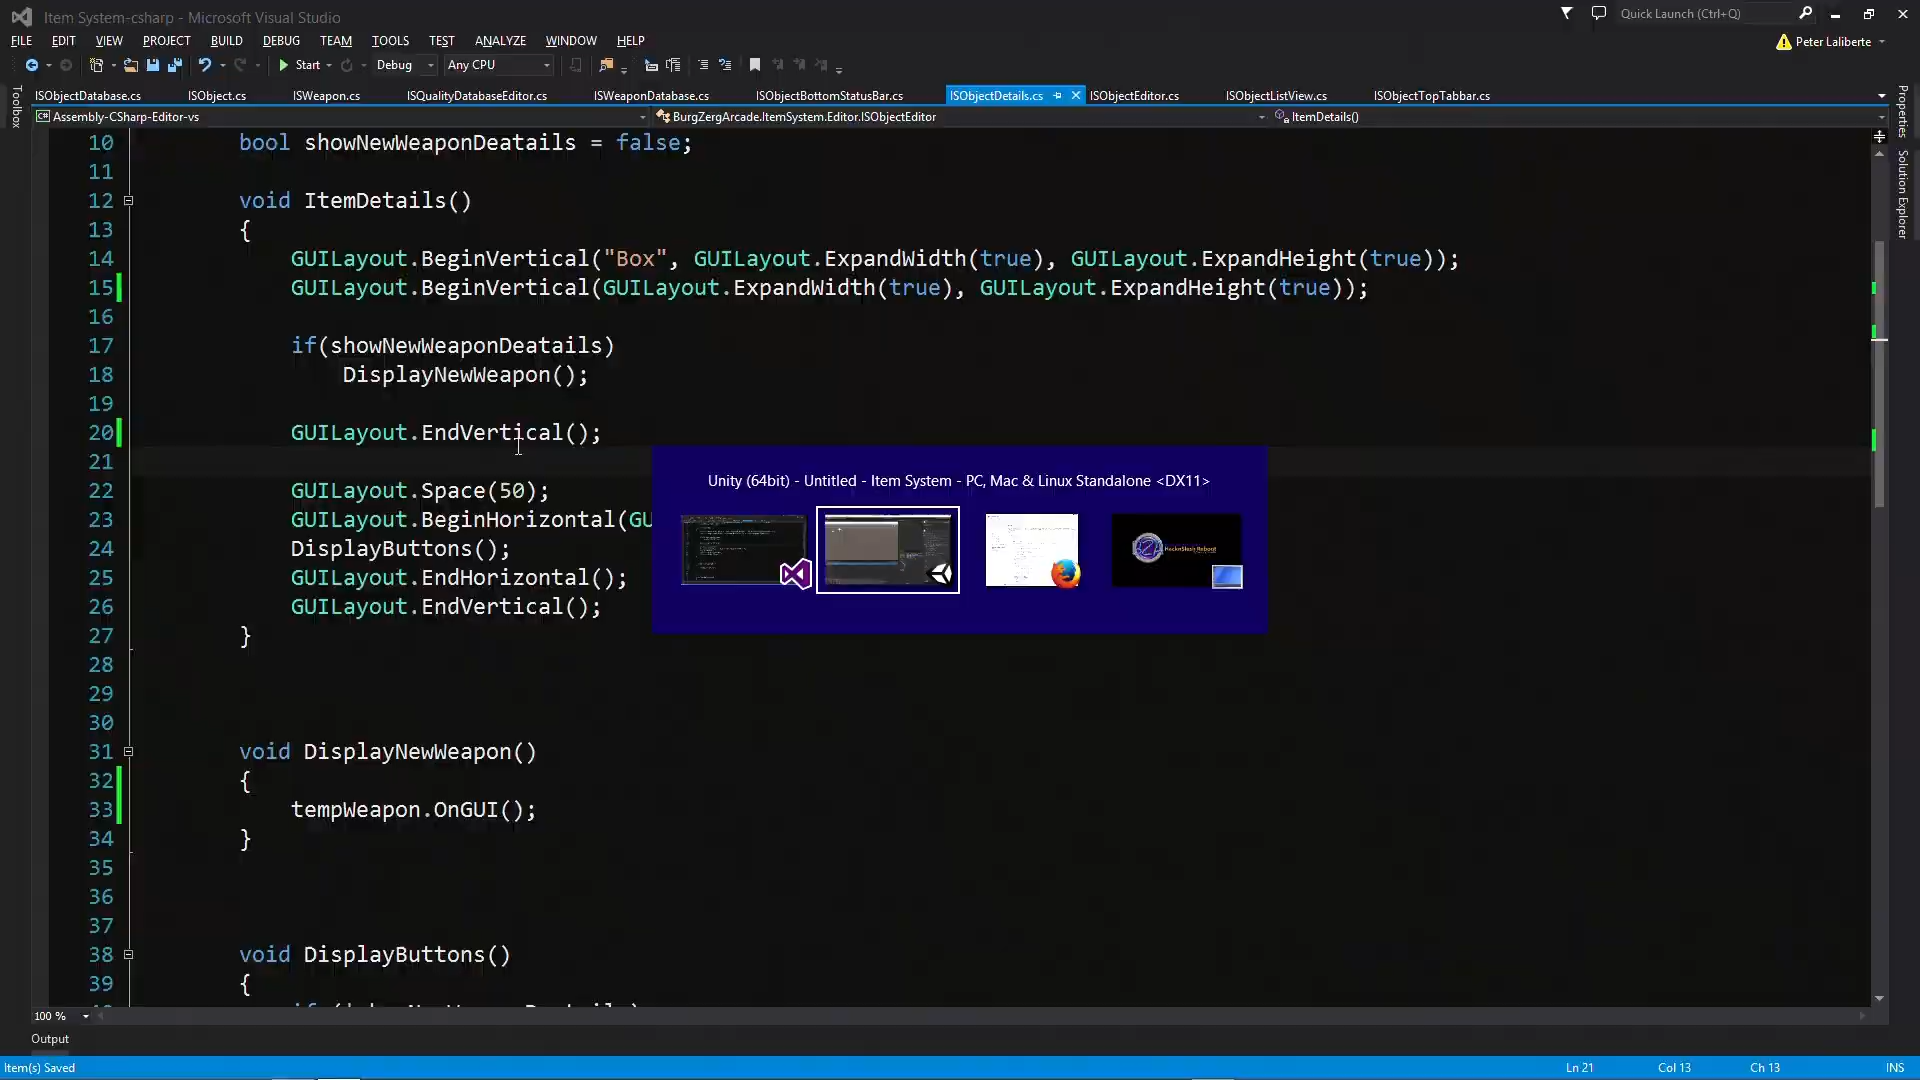 Item System-csharp - Microsoft Visual Studio
Quick Launch (Ctrl+Q)
FILE EDIT VIEW PROJECT BUILD DEBUG TEAM TOOLS TEST ANALYZE WINDOW HELP
Peter Laliberte
Start Debug Any CPU
Toolbox
ISObjectDatabase.cs ISObject.cs ISWeapon.cs ISQualityDatabaseEditor.cs ISWeaponDatabase.cs ISObjectBottomStatusBar.cs ISObjectDetails.cs ISObjectEditor.cs ISObjectListView.cs ISObjectTopTabbar.cs
Properties
Solution Explorer
Assembly-CSharp-Editor-vs BurgZergArcade.ItemSystem.Editor.ISObjectEditor ItemDetails()
10 bool showNewWeaponDeatails = false;
11
12 void ItemDetails()
13 {
14 GUILayout.BeginVertical("Box", GUILayout.ExpandWidth(true), GUILayout.ExpandHeight(true));
15 GUILayout.BeginVertical(GUILayout.ExpandWidth(true), GUILayout.ExpandHeight(true));
16
17 if(showNewWeaponDeatails)
18 DisplayNewWeapon();
19
20 GUILayout.EndVertical();
21
22 GUILayout.Space(50);
23 GUILayout.BeginHorizontal(GU
24 DisplayButtons();
25 GUILayout.EndHorizontal();
26 GUILayout.EndVertical();
27 }
28
29
30
31 void DisplayNewWeapon()
32 {
33 tempWeapon.OnGUI();
34 }
35
36
37
38 void DisplayButtons()
39 {
Unity (64bit) - Untitled - Item System - PC, Mac & Linux Standalone <DX11>
HacknSlash Reboot
100 %
Output
Item(s) Saved Ln 21 Col 13 Ch 13 INS